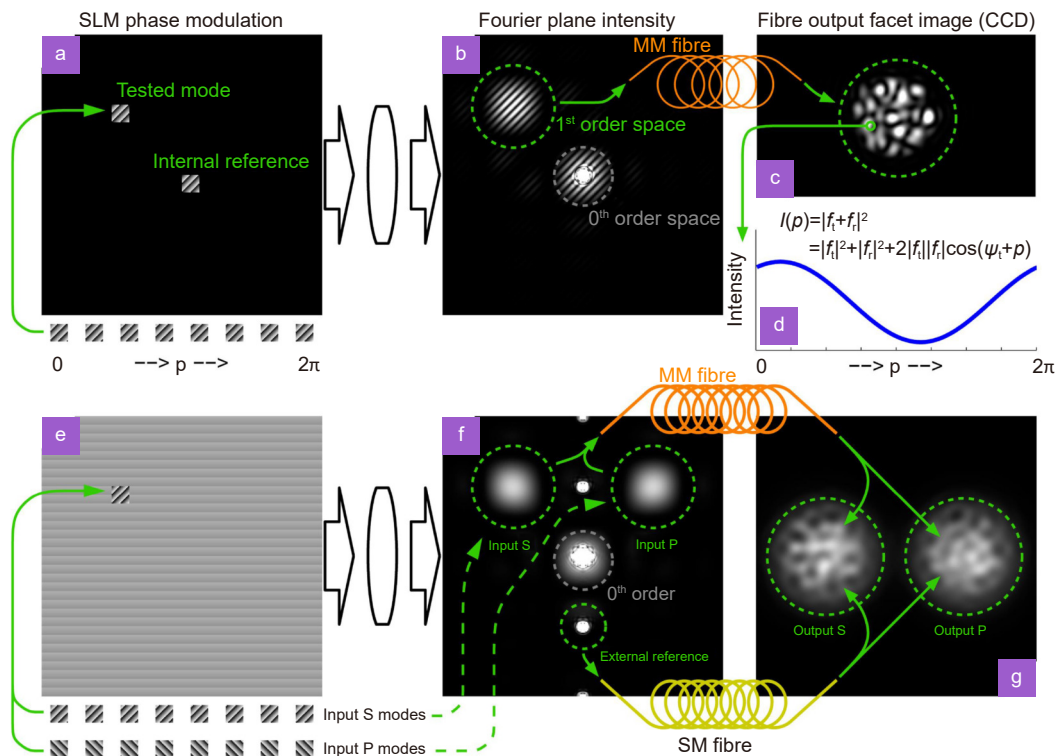 SLM phase modulation
Fourier plane intensity
Fibre output facet image (CCD)
a
Tested mode
Internal reference
0
--> p -->
2π
b
MM fibre
1st order space
0th order space
c
I(p)=|ft+fr|²
=|ft|²+|fr|²+2|ft||fr|cos(ψt+p)
Intensity
d
0
--> p -->
2π
e
Input S modes
Input P modes
f
MM fibre
Input S
Input P
0th order
External reference
SM fibre
Output S
Output P
g